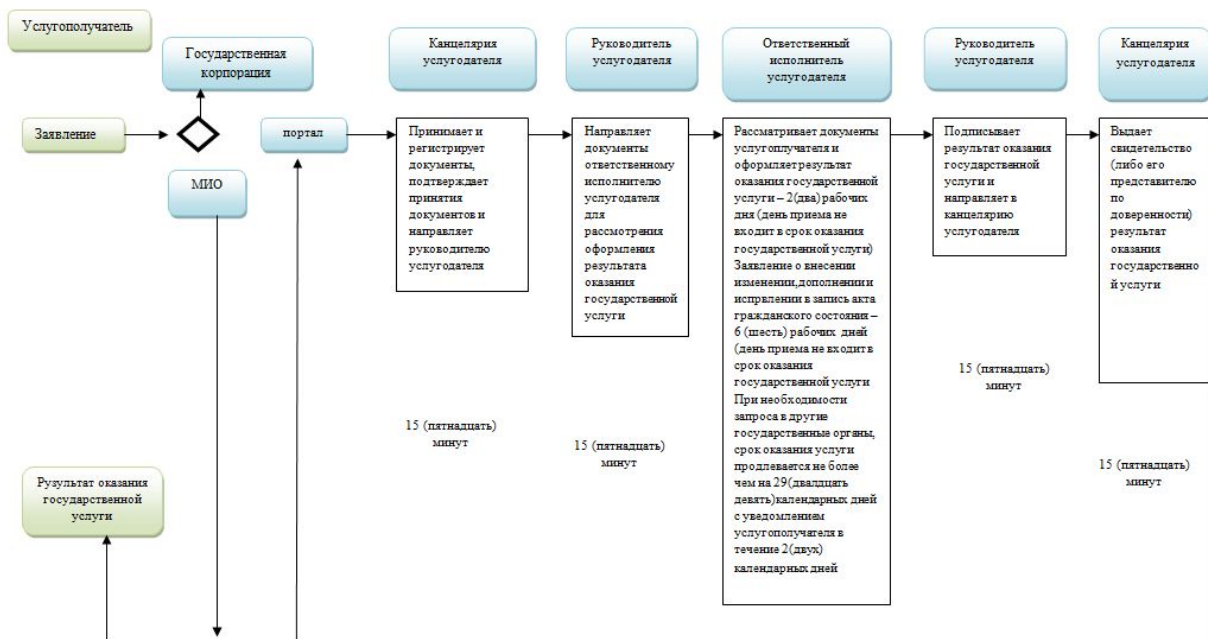 Услугополучатель
Государственная
корпорация
Канцелярия
услугодателя
Руководитель
услугодателя
Ответственный
исполнитель
услугодателя
Руководитель
услугодателя
Канцелярия
услугодателя
Заявление
МИО
портал
Принимает и
регистрирует
документы,
подтверждает
принятия
документов и
направляет
руководителю
услугодателя
15 (пятнадцать)
минут
Направляет
документы
ответственному
исполнителю
услугодателя
для
рассмотрения
оформления
результата
оказания
государственной
услуги
15 (пятнадцать)
минут
Рассматривает документы
услугоплучателя и
оформляет результат
оказания государственной
услуги – 2(два) рабочих
дня (день приема не
входит в срок оказания
государственной услуги)
Заявление о внесении
изменении, дополнении и
испрвлении в запись акта
гражданского состояния –
6 (шесть) рабочих дней
(день приема не входит в
срок оказания
государственной услуги
При необходимости
запроса в другие
государственные органы,
срок оказания услуги
продлевается не более
чем на 29(двалдцать
девять)календарных дней
с уведомлением
услугополучателя в
течение 2(двух)
календарных дней
Подписывает
результат оказания
государственной
услуги и
направляет в
канцелярию
услугодателя
15 (пятнадцать)
минут
Выдает
свидетельство
(либо его
представителю
по
доверенности)
результат
оказания
государственно
й услуги
15 (пятнадцать)
минут
Рузультат оказания
государственной
услуги